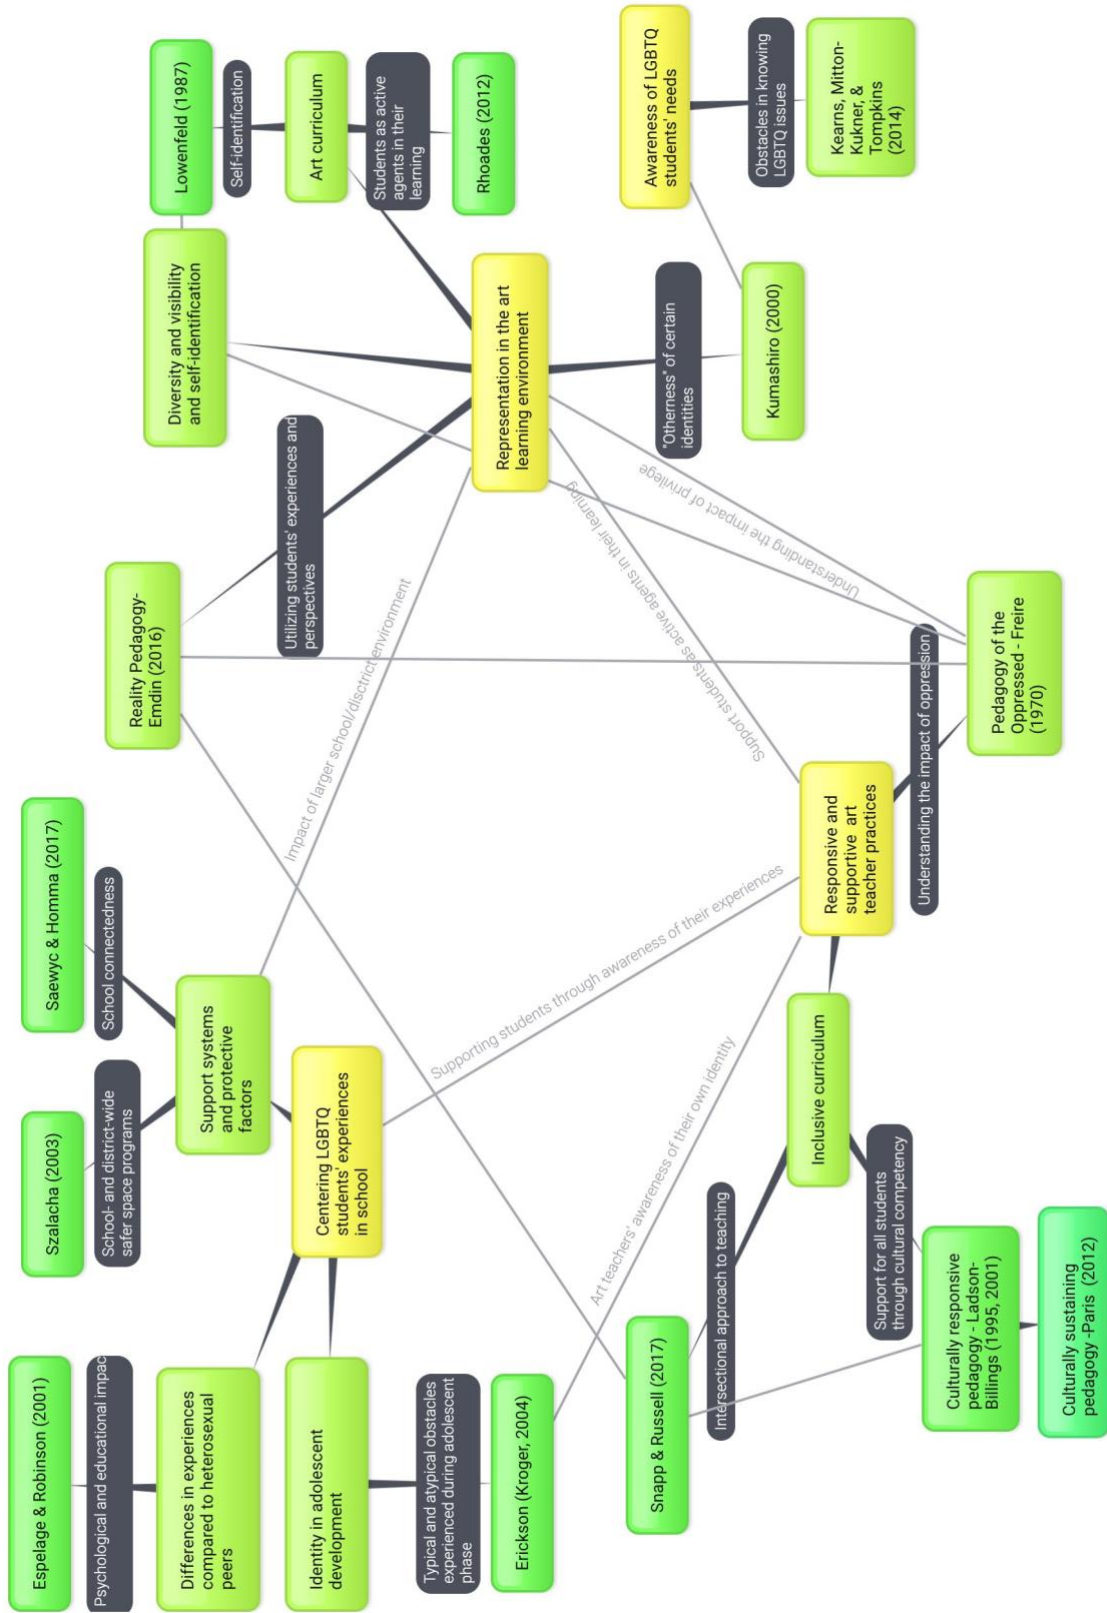 Espelage & Robinson (2001)
Psychological and educational impac
Differences in experiences
compared to heterosexual
peers
Identity in adolescent
development
Typical and atypical obstacles
experienced during adolescent
phase
Erickson (Kroger, 2004)
Szalacha (2003)
School- and district-wide
safer space programs
Saewyc & Homma (2017)
School connectedness
Support systems
and protective
factors
Centering LGBTQ
students' experiences
in school
Reality Pedagogy-
Emdin (2016)
Utilizing students' experiences and
perspectives
Impact of larger school/disctrict environment
Diversity and visibility
and self-identification
Lowenfeld (1987)
Self-identification
Art curriculum
Students as active
agents in their
learning
Rhoades (2012)
Representation in the art
learning environment
"Otherness" of certain
identities
Kumashiro (2000)
Awareness of LGBTQ
students' needs
Obstacles in knowing
LGBTQ issues
Kearns, Mitton-
Kukner, &
Tompkins
(2014)
Supporting students through awareness of their experiences
Art teachers' awareness of their own identity
Support students as active agents in their learning
Understanding the impact of privilege
Snapp & Russell (2017)
Intersectional approach to teaching
Inclusive curriculum
Support for all students
through cultural competency
Culturally responsive
pedagogy - Ladson-
Billings (1995, 2001)
Culturally sustaining
pedagogy -Paris  (2012)
Responsive and
supportive  art
teacher practices
Understanding the impact of oppression
Pedagogy of the
Oppressed - Freire
(1970)